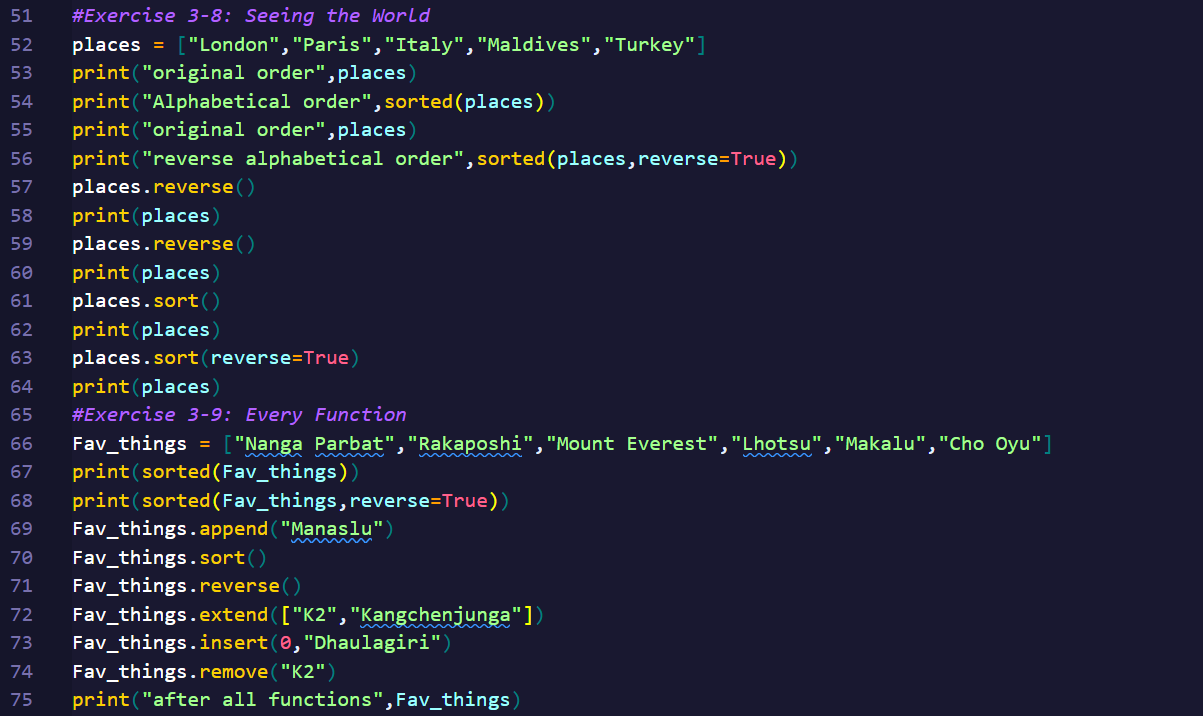 51 #Exercise 3-8: Seeing the World
52 places = ["London","Paris","Italy","Maldives","Turkey"]
53 print("original order",places)
54 print("Alphabetical order",sorted(places))
55 print("original order",places)
56 print("reverse alphabetical order",sorted(places,reverse=True))
57 places.reverse()
58 print(places)
59 places.reverse()
60 print(places)
61 places.sort()
62 print(places)
63 places.sort(reverse=True)
64 print(places)
65 #Exercise 3-9: Every Function
66 Fav_things = ["Nanga Parbat","Rakaposhi","Mount Everest","Lhotsu","Makalu","Cho Oyu"]
67 print(sorted(Fav_things))
68 print(sorted(Fav_things,reverse=True))
69 Fav_things.append("Manaslu")
70 Fav_things.sort()
71 Fav_things.reverse()
72 Fav_things.extend(["K2","Kangchenjunga"])
73 Fav_things.insert(0,"Dhaulagiri")
74 Fav_things.remove("K2")
75 print("after all functions",Fav_things)